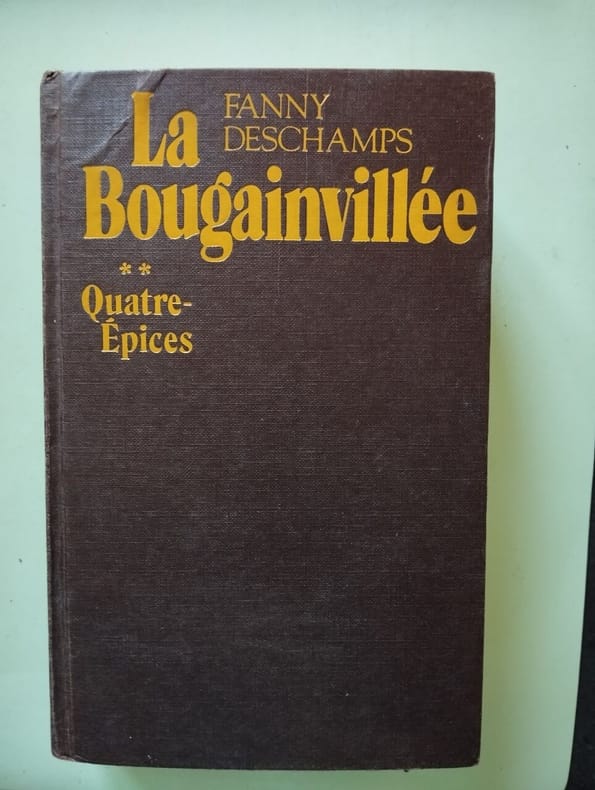 FANNY
DESCHAMPS
La
Bougainvillée
**
Quatre-
Épices